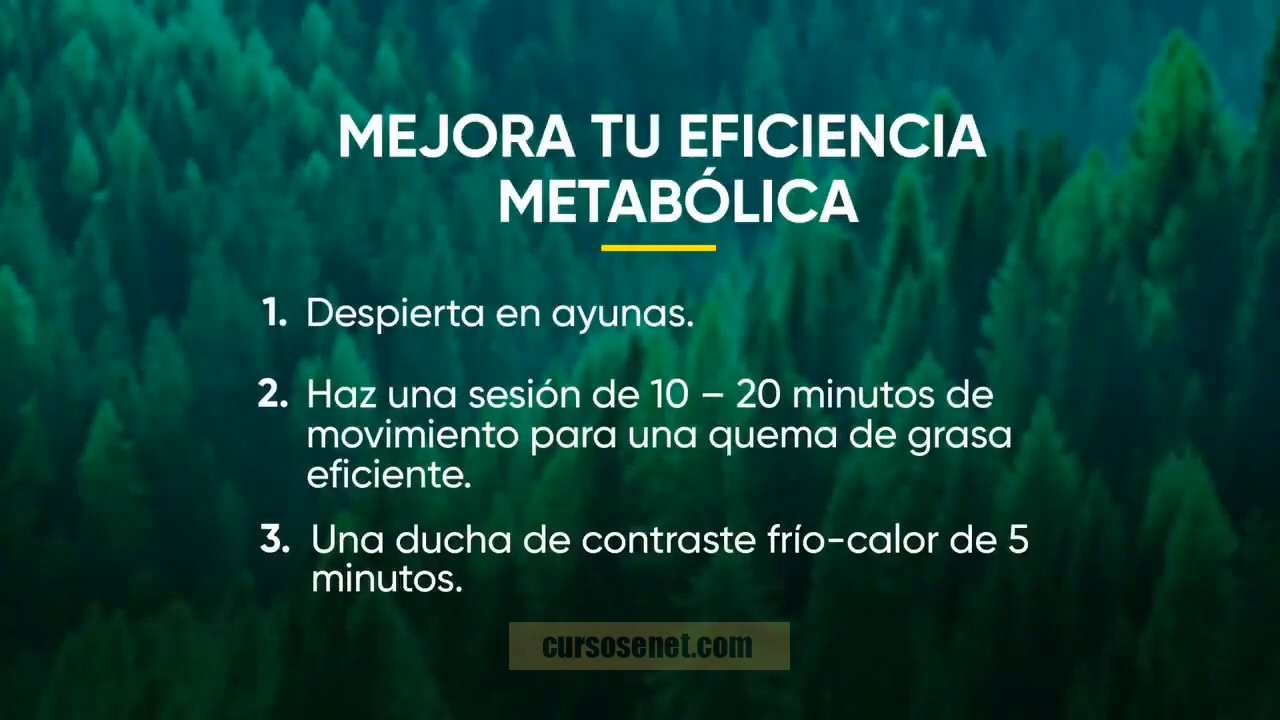 MEJORA TU EFICIENCIA
METABÓLICA
1. Despierta en ayunas.
2. Haz una sesión de 10 – 20 minutos de
movimiento para una quema de grasa
eficiente.
3. Una ducha de contraste frío-calor de 5
minutos.
cursosenet.com